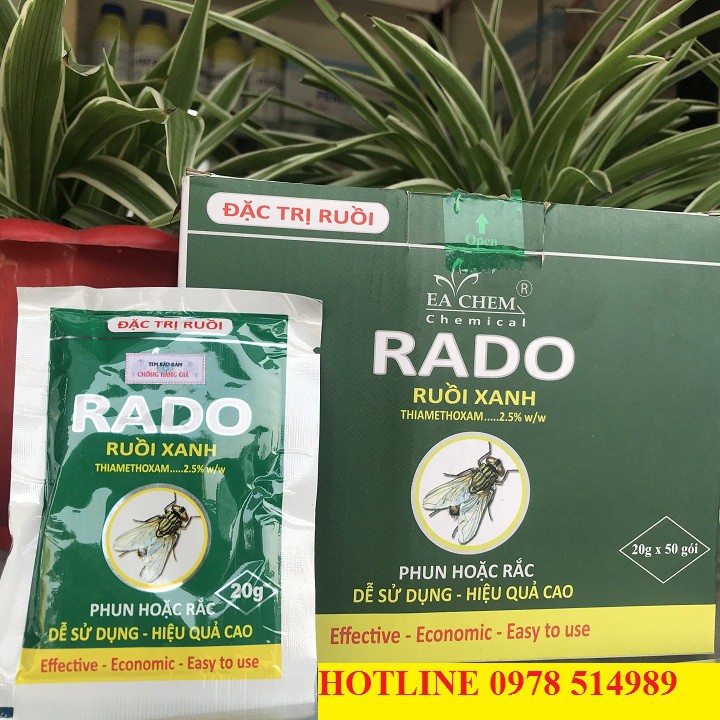 ĐẶC TRỊ RUỒI
Open
EA CHEM ®
Chemical
RADO
RUỒI XANH
THIAMETHOXAM.....2.5% w/w
20g x 50 gói
PHUN HOẶC RẮC
DỄ SỬ DỤNG - HIỆU QUẢ CAO
Effective - Economic - Easy to use
ĐẶC TRỊ RUỒI
TEM BẢO ĐẢM
CHỐNG HÀNG GIẢ
RADO
RUỒI XANH
THIAMETHOXAM.....2.5% w/w
20g
PHUN HOẶC RẮC
DỄ SỬ DỤNG - HIỆU QUẢ CAO
Effective - Economic - Easy to use
HOTLINE 0978 514989